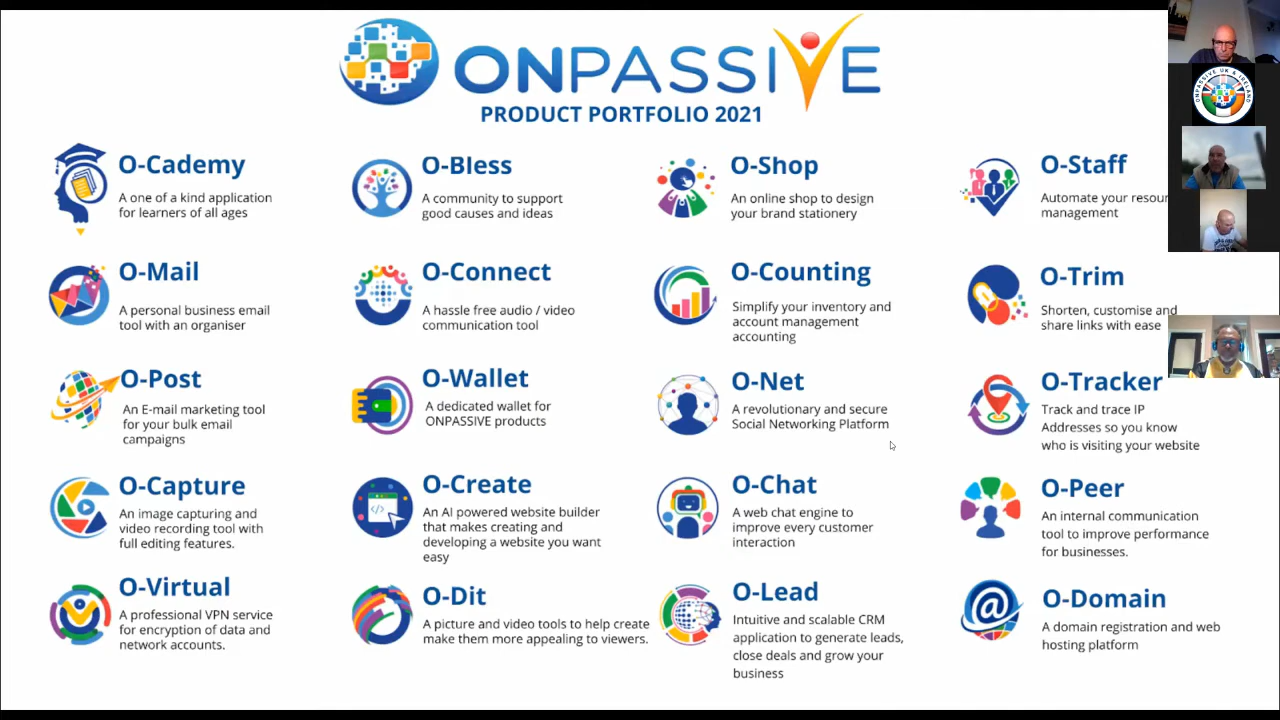 ONPASSIVE
PRODUCT PORTFOLIO 2021
O-Cademy
A one of a kind application
for learners of all ages
O-Bless
A community to support
good causes and ideas
O-Shop
An online shop to design
your brand stationery
O-Staff
Automate your
management
O-Mail
A personal business email
tool with an organiser
O-Connect
A hassle free audio / video
communication tool
O-Counting
Simplify your inventory and
account management
accounting
O-Trim
Shorten, customise and
share links with ease
O-Post
An E-mail marketing tool
for your bulk email
campaigns
O-Wallet
A dedicated wallet for
ONPASSIVE products
O-Net
A revolutionary and secure
Social Networking Platform
O-Tracker
Track and trace IP
Addresses so you know
who is visiting your website
O-Capture
An image capturing and
video recording tool with
full editing features.
O-Create
An AI powered website builder
that makes creating and
developing a website you want
easy
O-Chat
A web chat engine to
improve every customer
interaction
O-Peer
An internal communication
tool to improve performance
for businesses.
O-Virtual
A professional VPN service
for encryption of data and
network accounts.
O-Dit
A picture and video tools to help create
make them more appealing to viewers.
O-Lead
Intuitive and scalable CRM
application to generate leads,
close deals and grow your
business
O-Domain
A domain registration and web
hosting platform
ONPASSIVE UK & IRELAND